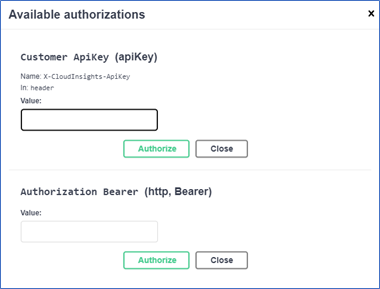 Available authorizations
×
Customer ApiKey (apiKey)
Name: X-CloudInsights-ApiKey
In: header
Value:
Authorize Close
Authorization Bearer (http, Bearer)
Value:
Authorize Close